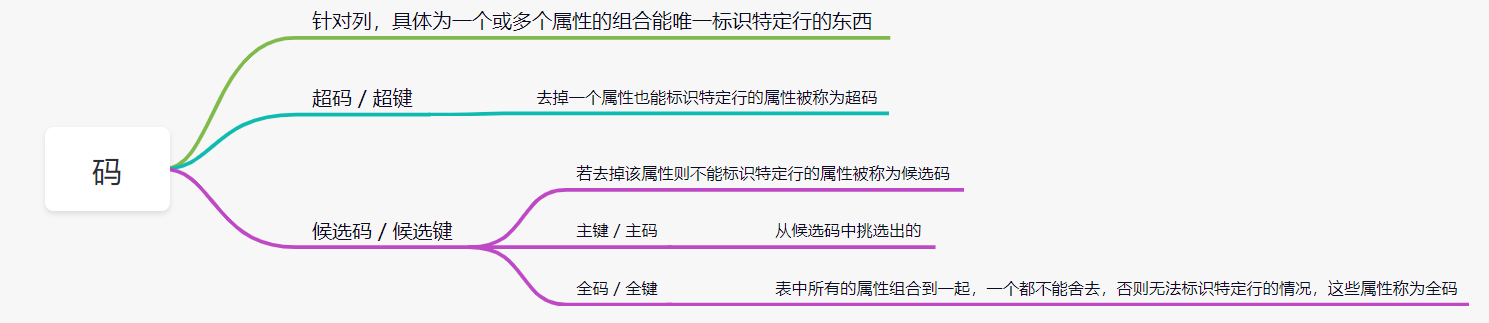 针对列，具体为一个或多个属性的组合能唯一标识特定行的东西
超码 / 超键
去掉一个属性也能标识特定行的属性被称为超码
码
候选码 / 候选键
若去掉该属性则不能标识特定行的属性被称为候选码
主键 / 主码
从候选码中挑选出的
全码 / 全键
表中所有的属性组合到一起，一个都不能舍去，否则无法标识特定行的情况，这些属性称为全码